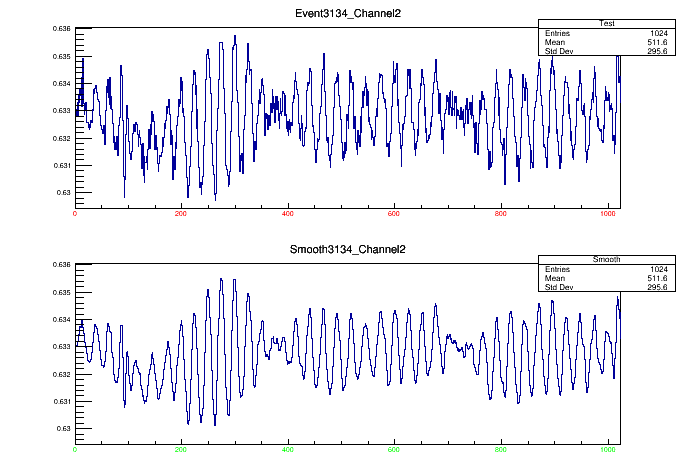 Event3134_Channel2
Test
Entries 1024
Mean 511.6
Std Dev 295.6
0.636
0.635
0.634
0.633
0.632
0.631
0.63
0 200 400 600 800 1000
Smooth3134_Channel2
Smooth
Entries 1024
Mean 511.6
Std Dev 295.6
0.636
0.635
0.634
0.633
0.632
0.631
0.63
0 200 400 600 800 1000